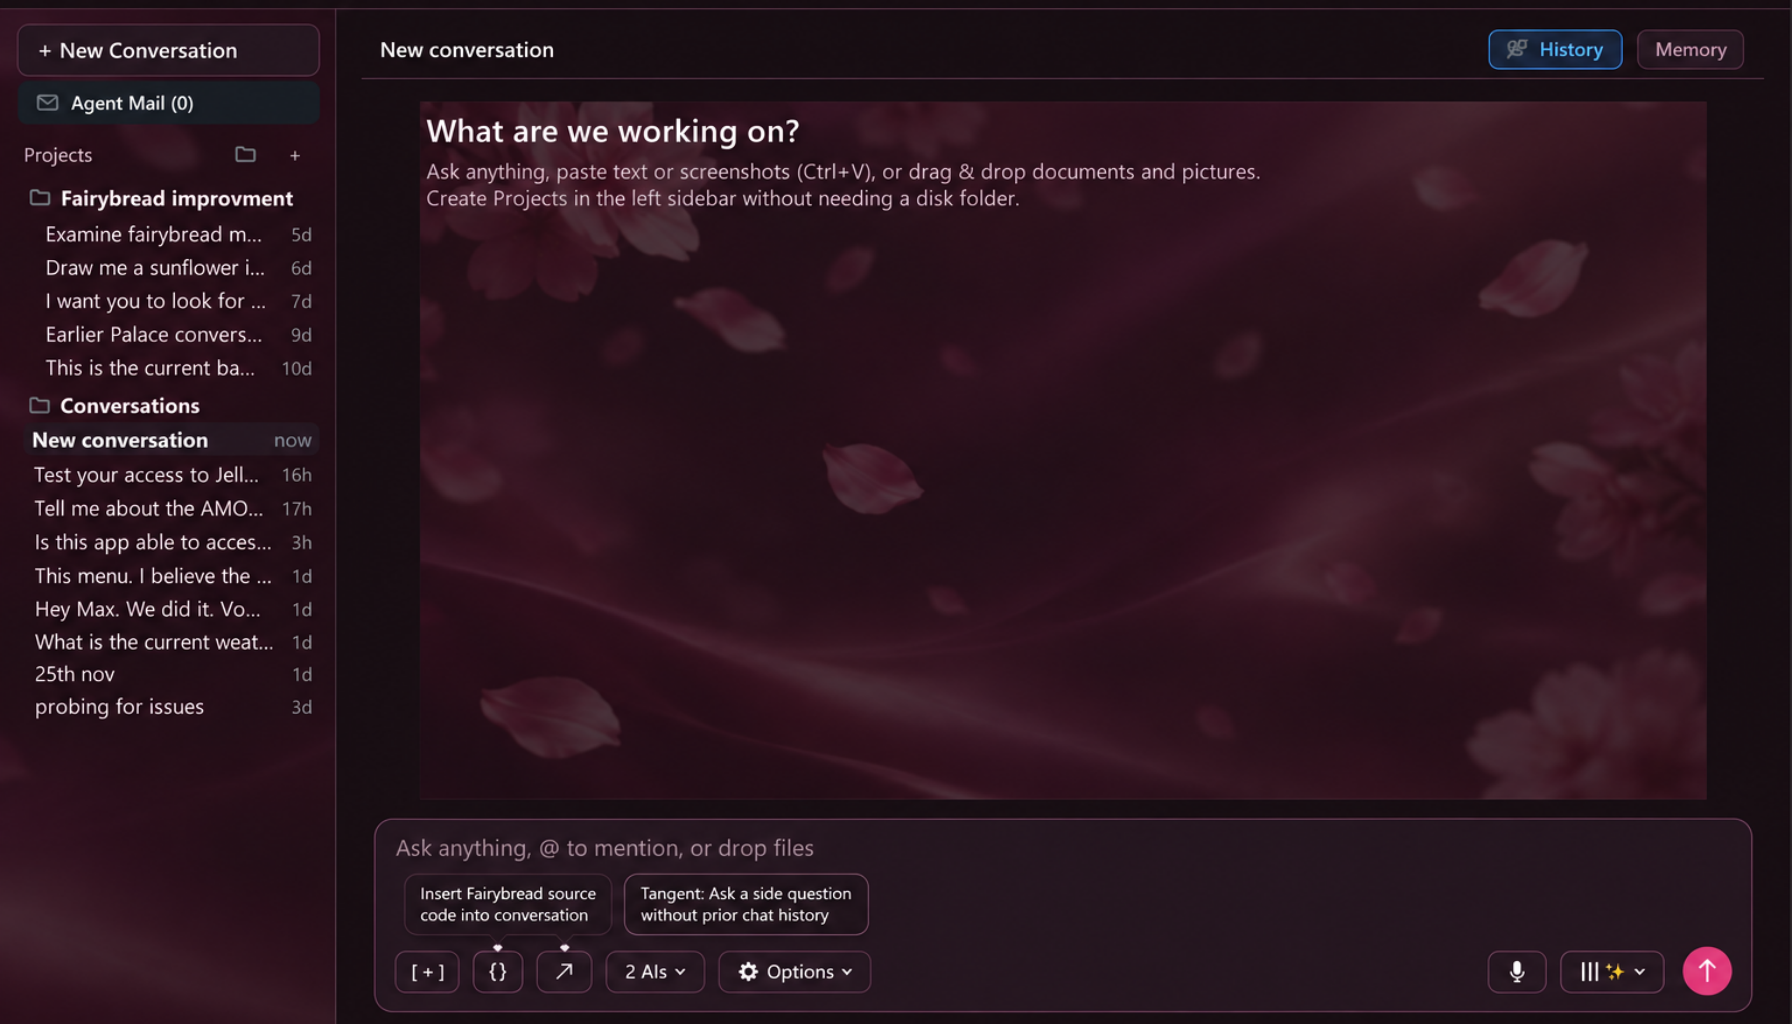 + New Conversation
Agent Mail (0)
Projects +
Fairybread improvment
Examine fairybread m... 5d
Draw me a sunflower i... 6d
I want you to look for ... 7d
Earlier Palace convers... 9d
This is the current ba... 10d
Conversations
New conversation now
Test your access to Jell... 16h
Tell me about the AMO... 17h
Is this app able to acces... 3h
This menu. I believe the ... 1d
Hey Max. We did it. Vo... 1d
What is the current weat... 1d
25th nov 1d
probing for issues 3d
New conversation
History
Memory
What are we working on?
Ask anything, paste text or screenshots (Ctrl+V), or drag & drop documents and pictures.
Create Projects in the left sidebar without needing a disk folder.
Ask anything, @ to mention, or drop files
Insert Fairybread source
code into conversation
Tangent: Ask a side question
without prior chat history
[+]
{}
2 AIs
Options